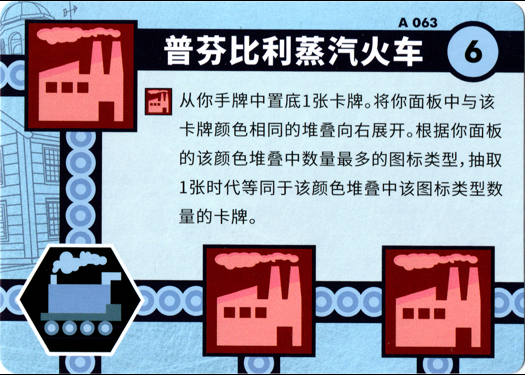 A 063
普芬比利蒸汽火车
6
从你手牌中置底1张卡牌。将你面板中与该
卡牌颜色相同的堆叠向右展开。根据你面板
的该颜色堆叠中数量最多的图标类型，抽取
1张时代等同于该颜色堆叠中该图标类型数
量的卡牌。